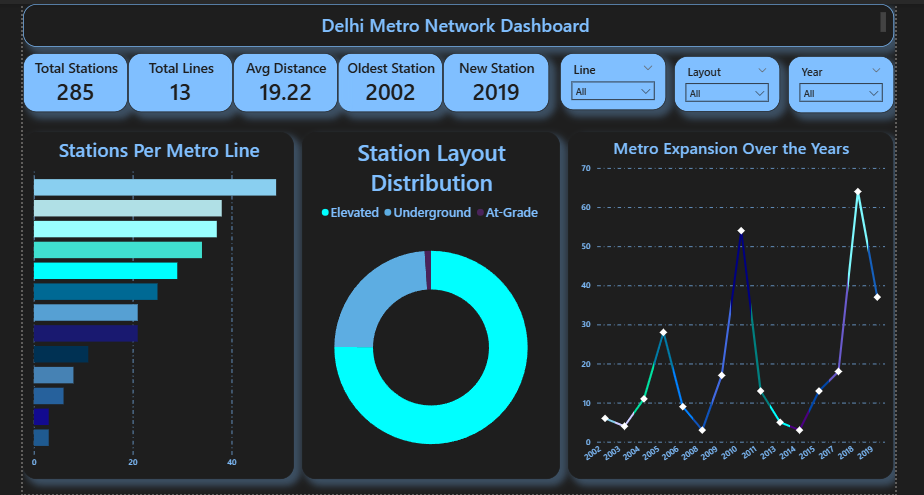 Delhi Metro Network Dashboard
Total Stations
285
Total Lines
13
Avg Distance
19.22
Oldest Station
2002
New Station
2019
Line
All
Layout
All
Year
All
Stations Per Metro Line
0
20
40
Station Layout
Distribution
Elevated Underground At-Grade
Metro Expansion Over the Years
70
60
50
40
30
20
10
0
2002 2003 2004 2005 2006 2008 2009 2010 2011 2013 2014 2015 2017 2018 2019